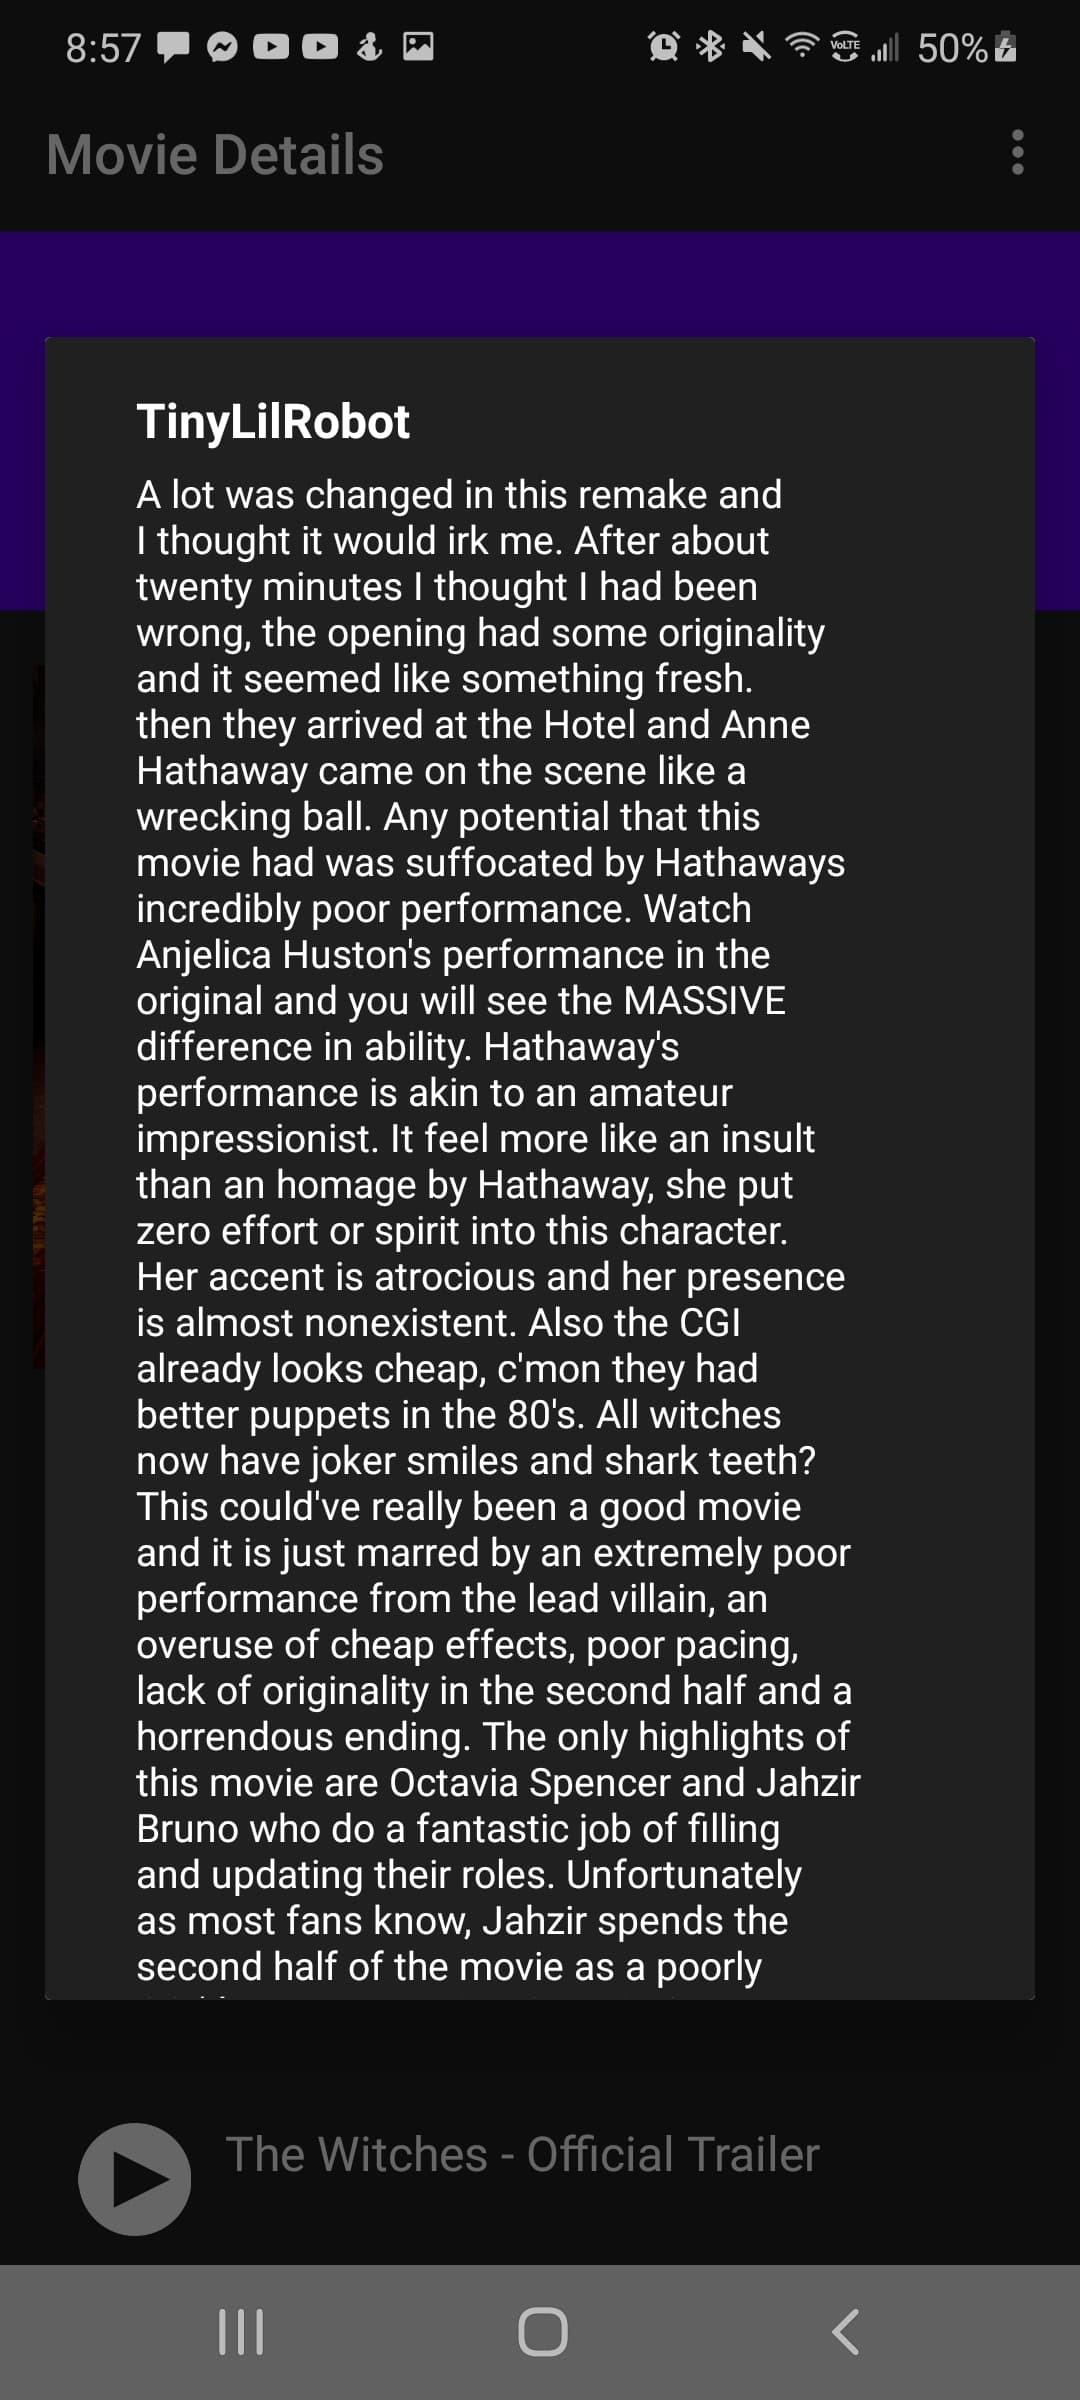 8:57
VoLTE
50%
Movie Details
TinyLilRobot
A lot was changed in this remake and
I thought it would irk me. After about
twenty minutes I thought I had been
wrong, the opening had some originality
and it seemed like something fresh.
then they arrived at the Hotel and Anne
Hathaway came on the scene like a
wrecking ball. Any potential that this
movie had was suffocated by Hathaways
incredibly poor performance. Watch
Anjelica Huston's performance in the
original and you will see the MASSIVE
difference in ability. Hathaway's
performance is akin to an amateur
impressionist. It feel more like an insult
than an homage by Hathaway, she put
zero effort or spirit into this character.
Her accent is atrocious and her presence
is almost nonexistent. Also the CGI
already looks cheap, c'mon they had
better puppets in the 80's. All witches
now have joker smiles and shark teeth?
This could've really been a good movie
and it is just marred by an extremely poor
performance from the lead villain, an
overuse of cheap effects, poor pacing,
lack of originality in the second half and a
horrendous ending. The only highlights of
this movie are Octavia Spencer and Jahzir
Bruno who do a fantastic job of filling
and updating their roles. Unfortunately
as most fans know, Jahzir spends the
second half of the movie as a poorly
The Witches - Official Trailer